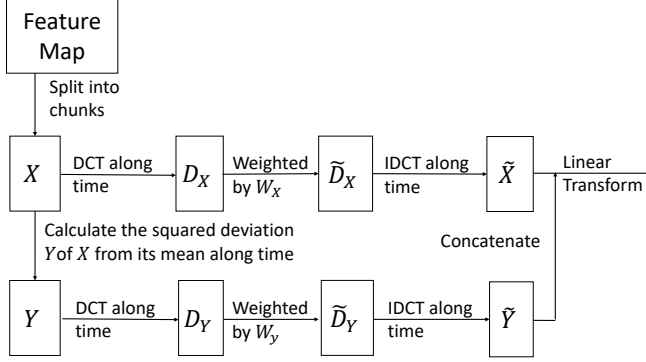 Feature
Map
Split into
chunks
X
DCT along
time
D_X
Weighted
by W_x
D̃_X
IDCT along
time
X̃
Linear
Transform
Calculate the squared deviation
Yof X from its mean along time
Concatenate
Y
DCT along
time
D_Y
Weighted
by W_y
D̃_Y
IDCT along
time
Ỹ